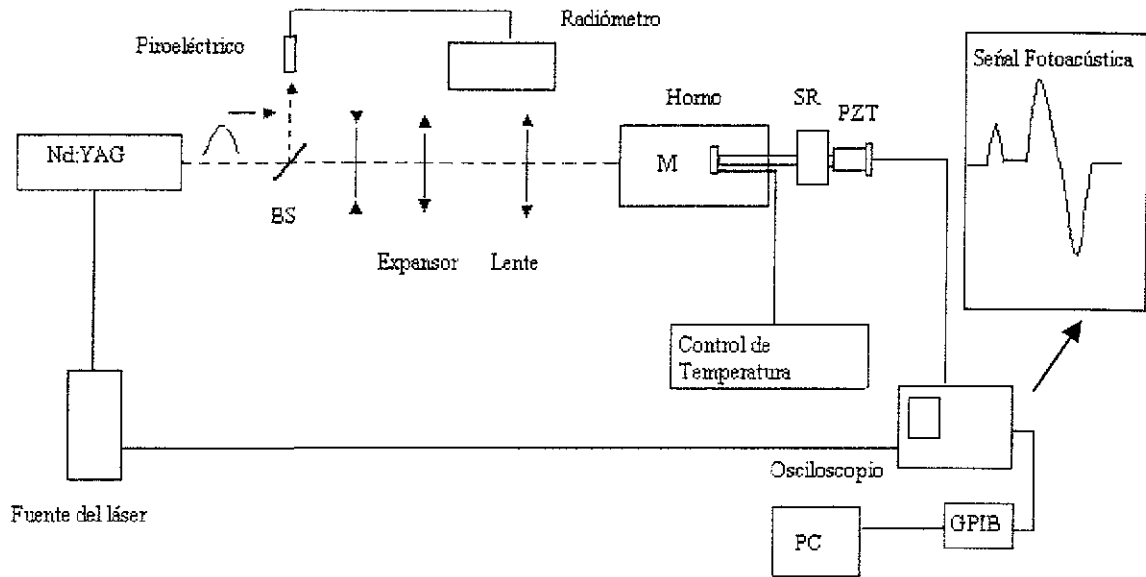 Radiómetro
Piroeléctrico
Señal Fotoacústica
Horno
SR
PZT
Nd:YAG
M
BS
Expansor
Lente
Control de
Temperatura
Osciloscopio
Fuente del láser
GPIB
PC